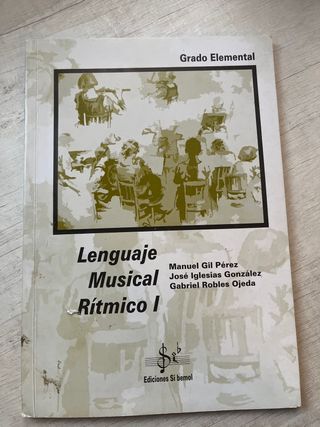 Grado Elemental
Lenguaje
Musical
Rítmico I
Manuel Gil Pérez
José Iglesias González
Gabriel Robles Ojeda
Ediciones Si bemol